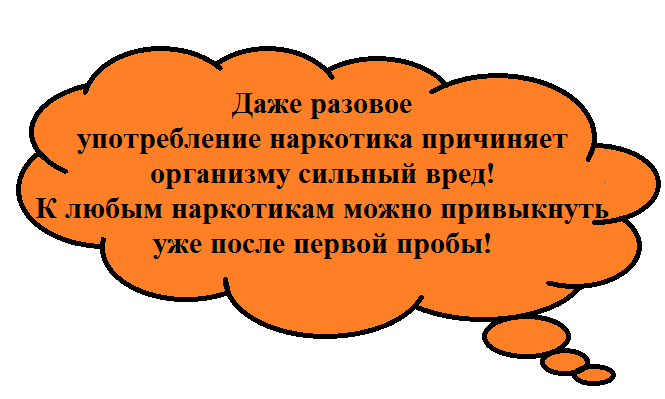 Даже разовое
употребление наркотика причиняет
организму сильный вред!
К любым наркотикам можно привыкнуть
уже после первой пробы!